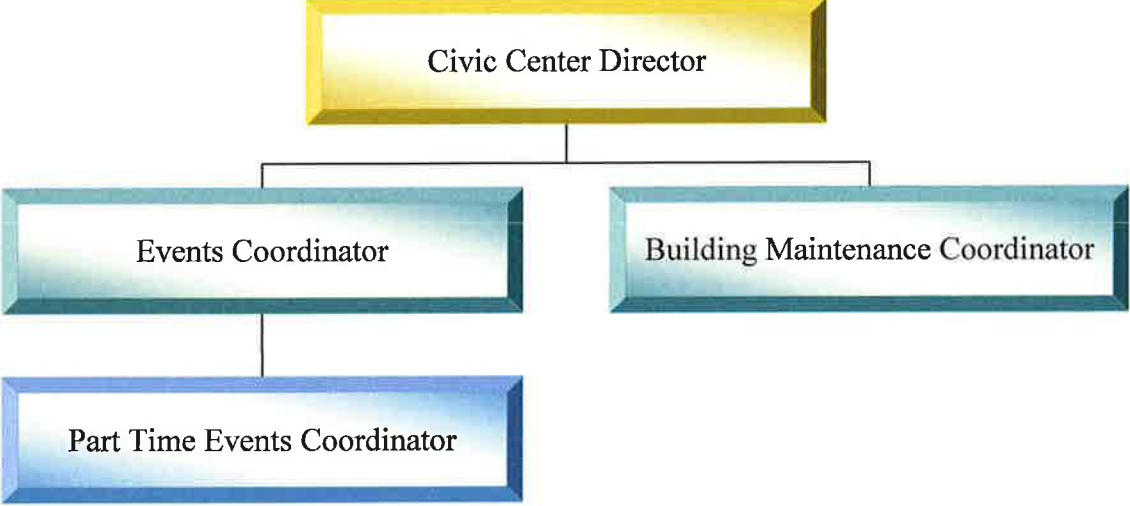 Civic Center Director
Events Coordinator
Building Maintenance Coordinator
Part Time Events Coordinator